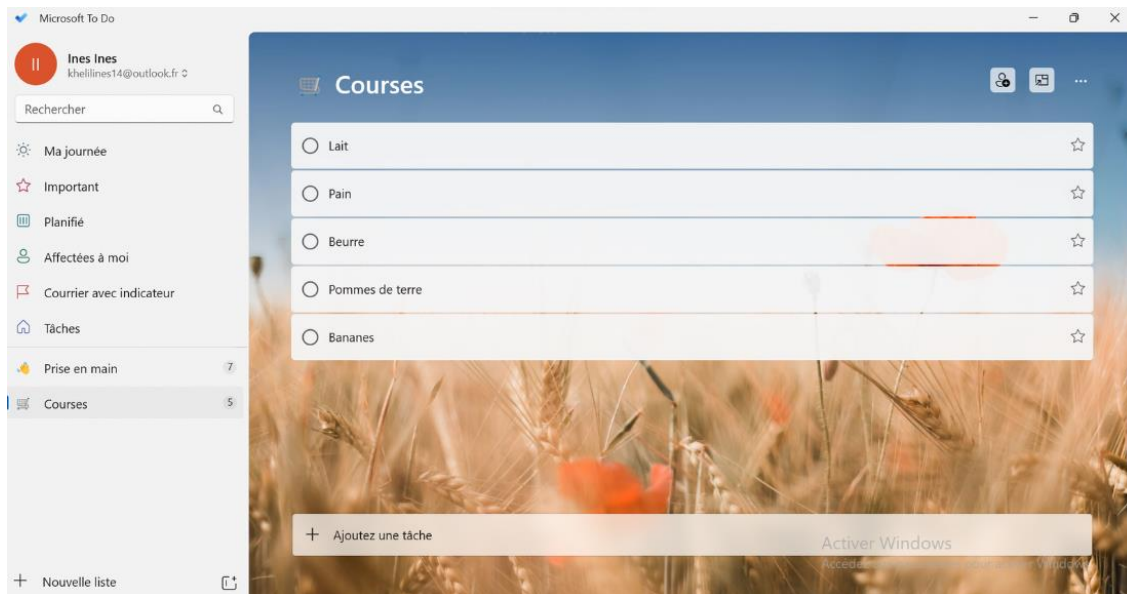 Microsoft To Do
II
Ines Ines
khelilines14@outlook.fr
Rechercher
Ma journée
Important
Planifié
Affectées à moi
Courrier avec indicateur
Tâches
Prise en main 7
Courses 5
Nouvelle liste
Courses
Lait
Pain
Beurre
Pommes de terre
Bananes
Ajoutez une tâche
Activer Windows